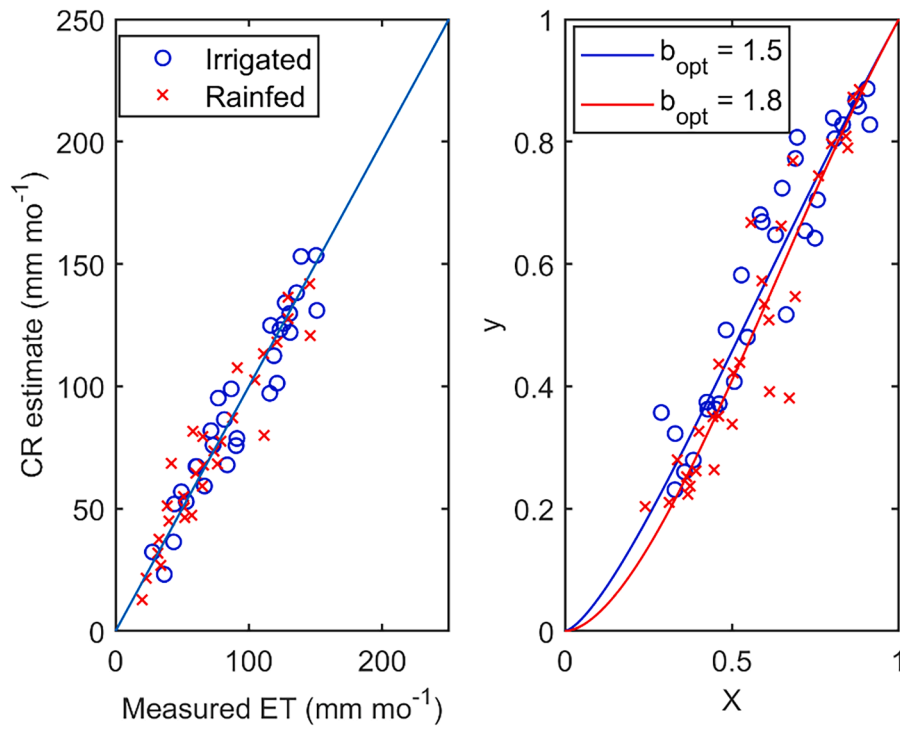 250
200
150
100
50
0
0
100
200
CR estimate (mm mo⁻¹)
Measured ET (mm mo⁻¹)
Irrigated
Rainfed
1
0.8
0.6
0.4
0.2
0
0
0.5
1
y
X
b_opt = 1.5
b_opt = 1.8